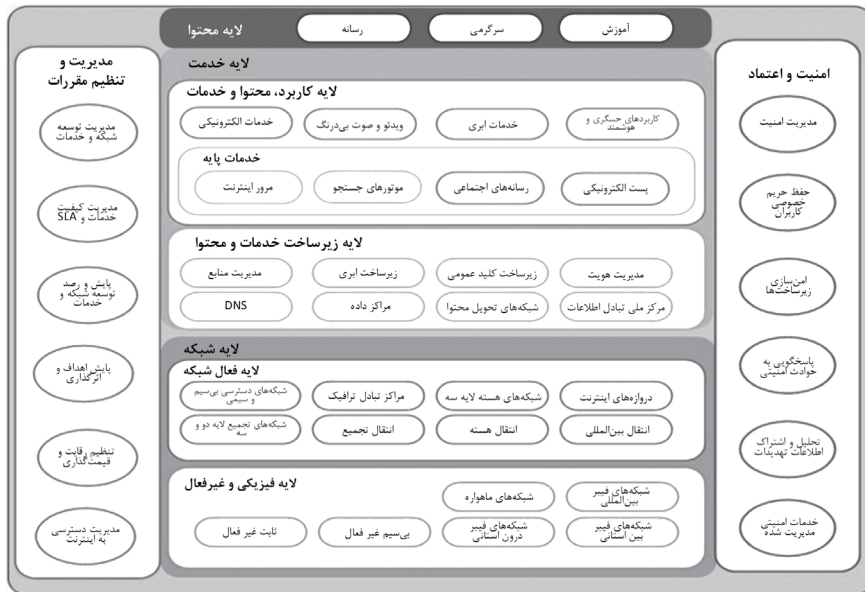 لایه محتوا
آموزش
سرگرمی
رسانه
امنیت و اعتماد
مدیریت امنیت
حفظ حریم
خصوصی
کاربران
امن‌سازی
زیرساخت‌ها
پاسخگویی به
حوادث امنیتی
تحلیل و اشتراک
اطلاعات تهدیدات
خدمات امنیتی
مدیریت شده
لایه خدمت
لایه کاربرد، محتوا و خدمات
کاربردهای حسگری و
هوشمند
خدمات ابری
ویدئو و صوت بی‌درنگ
خدمات الکترونیکی
خدمات پایه
پست الکترونیکی
رسانه‌های اجتماعی
موتورهای جستجو
مرور اینترنت
لایه زیرساخت خدمات و محتوا
مدیریت هویت
زیرساخت کلید عمومی
زیرساخت ابری
مدیریت منابع
مرکز ملی تبادل اطلاعات
شبکه‌های تحویل محتوا
مراکز داده
DNS
لایه شبکه
لایه فعال شبکه
دروازه‌های اینترنت
شبکه‌های هسته لایه سه
مراکز تبادل ترافیک
شبکه‌های دسترسی بی‌سیم
و سیمی
انتقال بین‌المللی
انتقال هسته
انتقال تجمیع
شبکه‌های تجمیع لایه دو و
سه
لایه فیزیکی و غیرفعال
شبکه‌های فیبر
بین‌المللی
شبکه‌های ماهواره
شبکه‌های فیبر
بین استانی
شبکه‌های فیبر
درون استانی
بی‌سیم غیر فعال
ثابت غیر فعال
مدیریت و
تنظیم مقررات
مدیریت توسعه
شبکه و خدمات
مدیریت کیفیت
خدمات و SLA
پایش و رصد
توسعه شبکه و
خدمات
پایش اهداف و
اثرگذاری
تنظیم رقابت و
قیمت‌گذاری
مدیریت دسترسی
به اینترنت